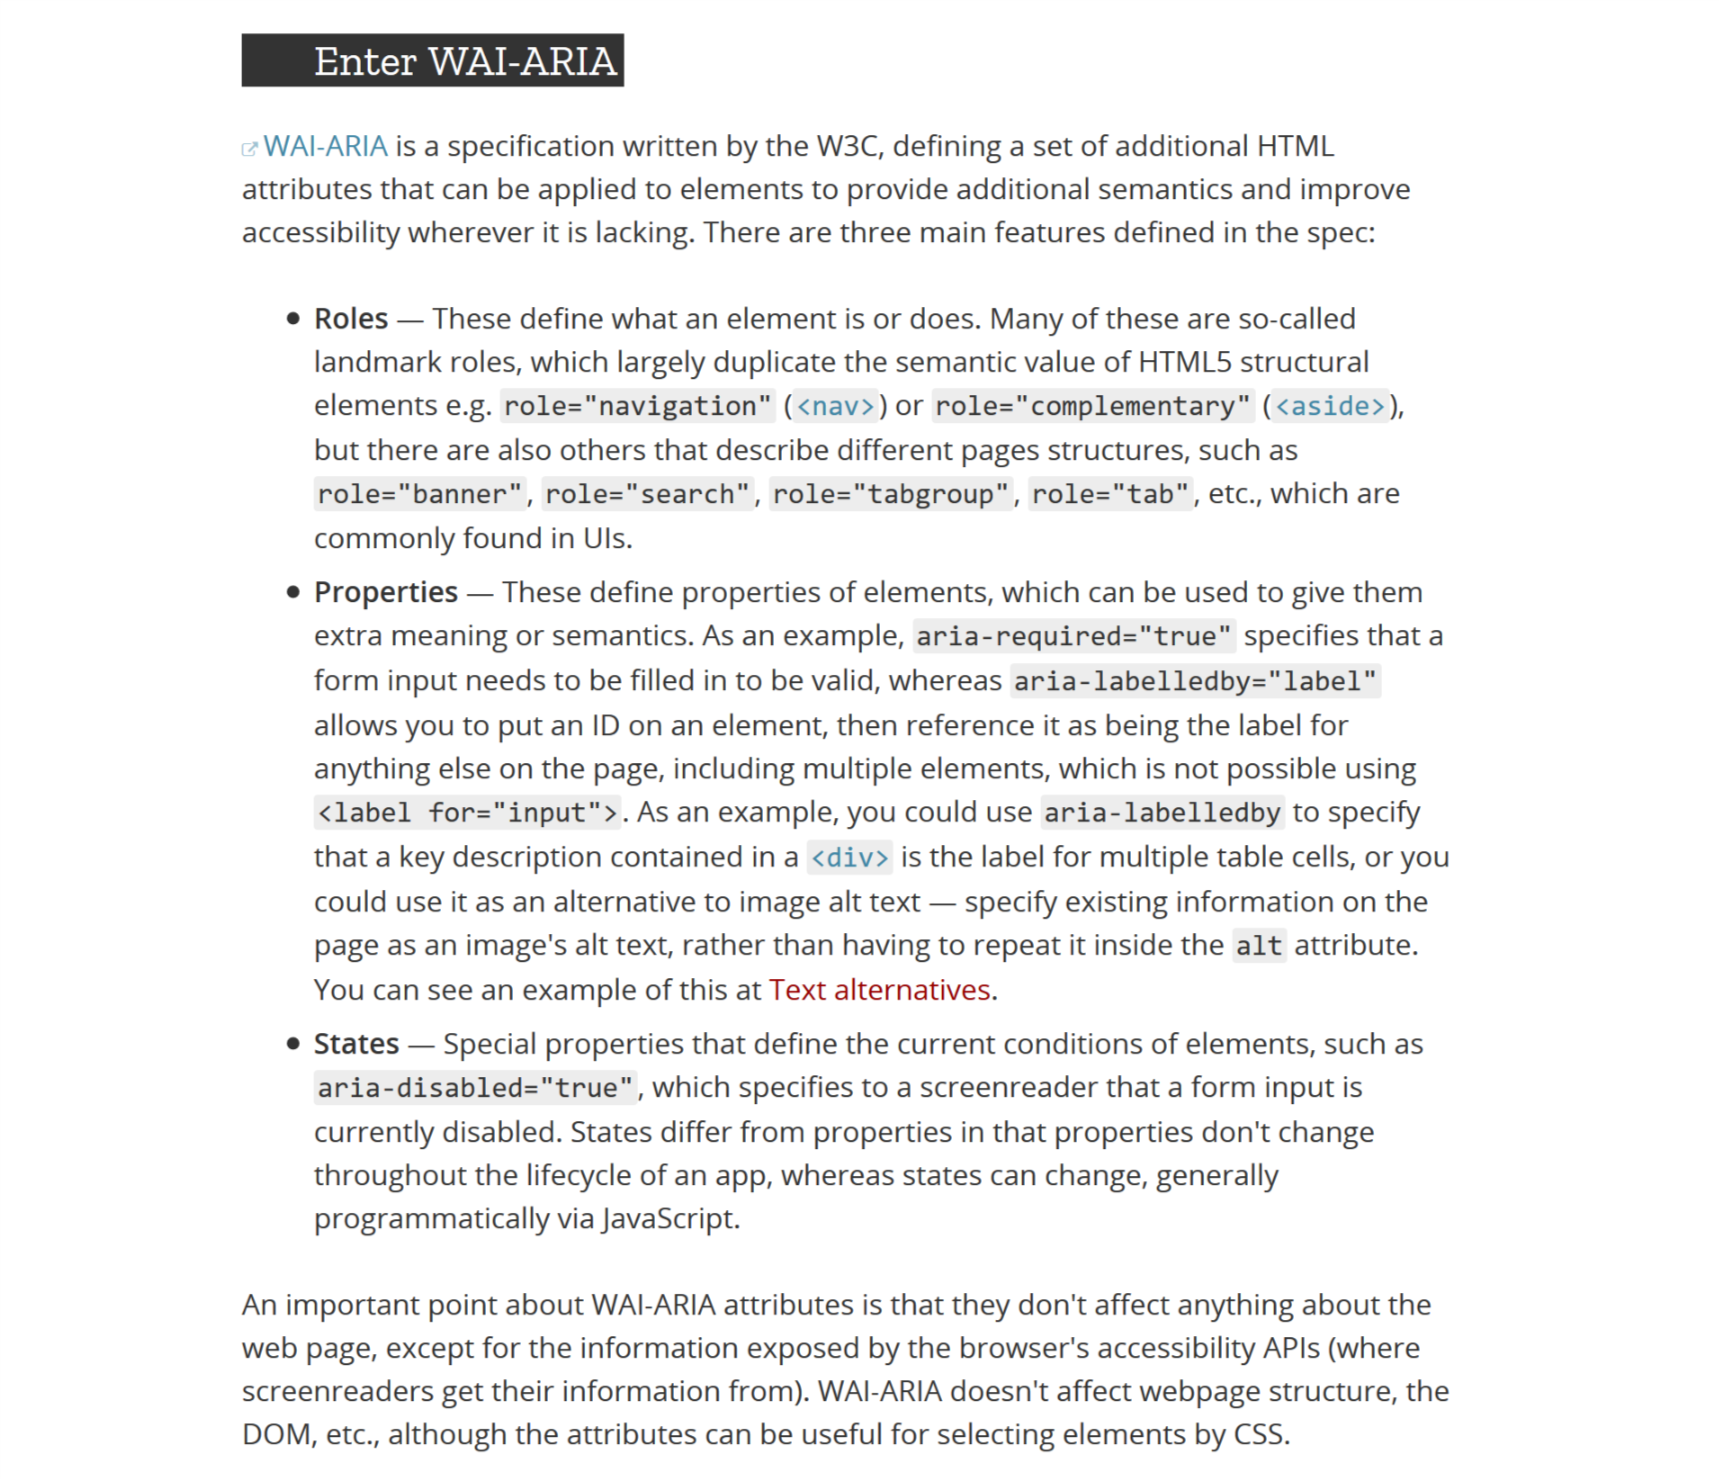 Enter WAI-ARIA
WAI-ARIA is a specification written by the W3C, defining a set of additional HTML
attributes that can be applied to elements to provide additional semantics and improve
accessibility wherever it is lacking. There are three main features defined in the spec:
• Roles — These define what an element is or does. Many of these are so-called
landmark roles, which largely duplicate the semantic value of HTML5 structural
elements e.g. role="navigation" (<nav>) or role="complementary" (<aside>),
but there are also others that describe different pages structures, such as
role="banner", role="search", role="tabgroup", role="tab", etc., which are
commonly found in UIs.
• Properties — These define properties of elements, which can be used to give them
extra meaning or semantics. As an example, aria-required="true" specifies that a
form input needs to be filled in to be valid, whereas aria-labelledby="label"
allows you to put an ID on an element, then reference it as being the label for
anything else on the page, including multiple elements, which is not possible using
<label for="input">. As an example, you could use aria-labelledby to specify
that a key description contained in a <div> is the label for multiple table cells, or you
could use it as an alternative to image alt text — specify existing information on the
page as an image's alt text, rather than having to repeat it inside the alt attribute.
You can see an example of this at Text alternatives.
• States — Special properties that define the current conditions of elements, such as
aria-disabled="true", which specifies to a screenreader that a form input is
currently disabled. States differ from properties in that properties don't change
throughout the lifecycle of an app, whereas states can change, generally
programmatically via JavaScript.
An important point about WAI-ARIA attributes is that they don't affect anything about the
web page, except for the information exposed by the browser's accessibility APIs (where
screenreaders get their information from). WAI-ARIA doesn't affect webpage structure, the
DOM, etc., although the attributes can be useful for selecting elements by CSS.